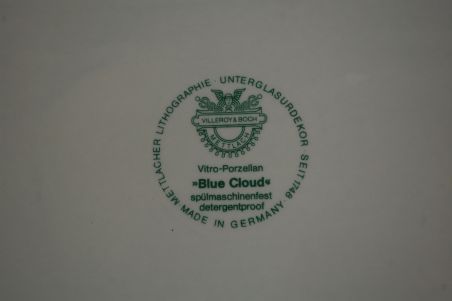 METTLACHER LITHOGRAPHIE · UNTERGLASURDEKOR SEIT 1748
VILLEROY & BOCH
METTLACH
Vitro-Porzellan
»Blue Cloud«
spülmaschinenfest
detergentproof
MADE IN GERMANY